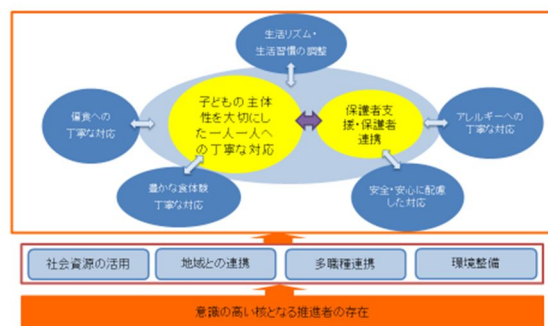 生活リズム・
生活習慣の調整
偏食への
丁寧な対応
子どもの主体
性を大切にし
た一人一人へ
の丁寧な対応
保護者支
援・保護者
連携
アレルギーへの
丁寧な対応
豊かな食体験
丁寧な対応
安全・安心に配慮
した対応
社会資源の活用
地域との連携
多職種連携
環境整備
意識の高い核となる推進者の存在